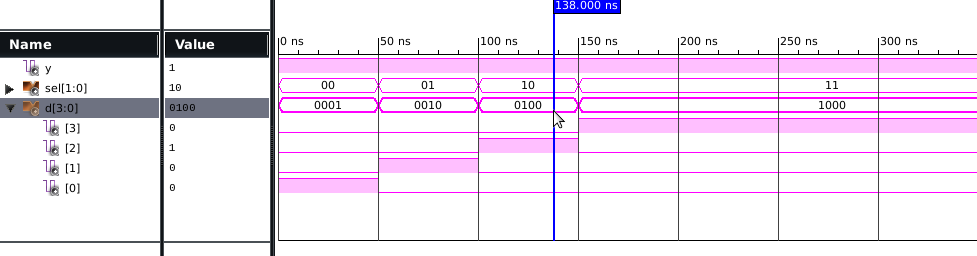 138.000 ns
Name Value 0 ns 50 ns 100 ns 150 ns 200 ns 250 ns 300 ns
y 1
sel[1:0] 10 00 01 10 11
d[3:0] 0100 0001 0010 0100 1000
[3] 0
[2] 1
[1] 0
[0] 0